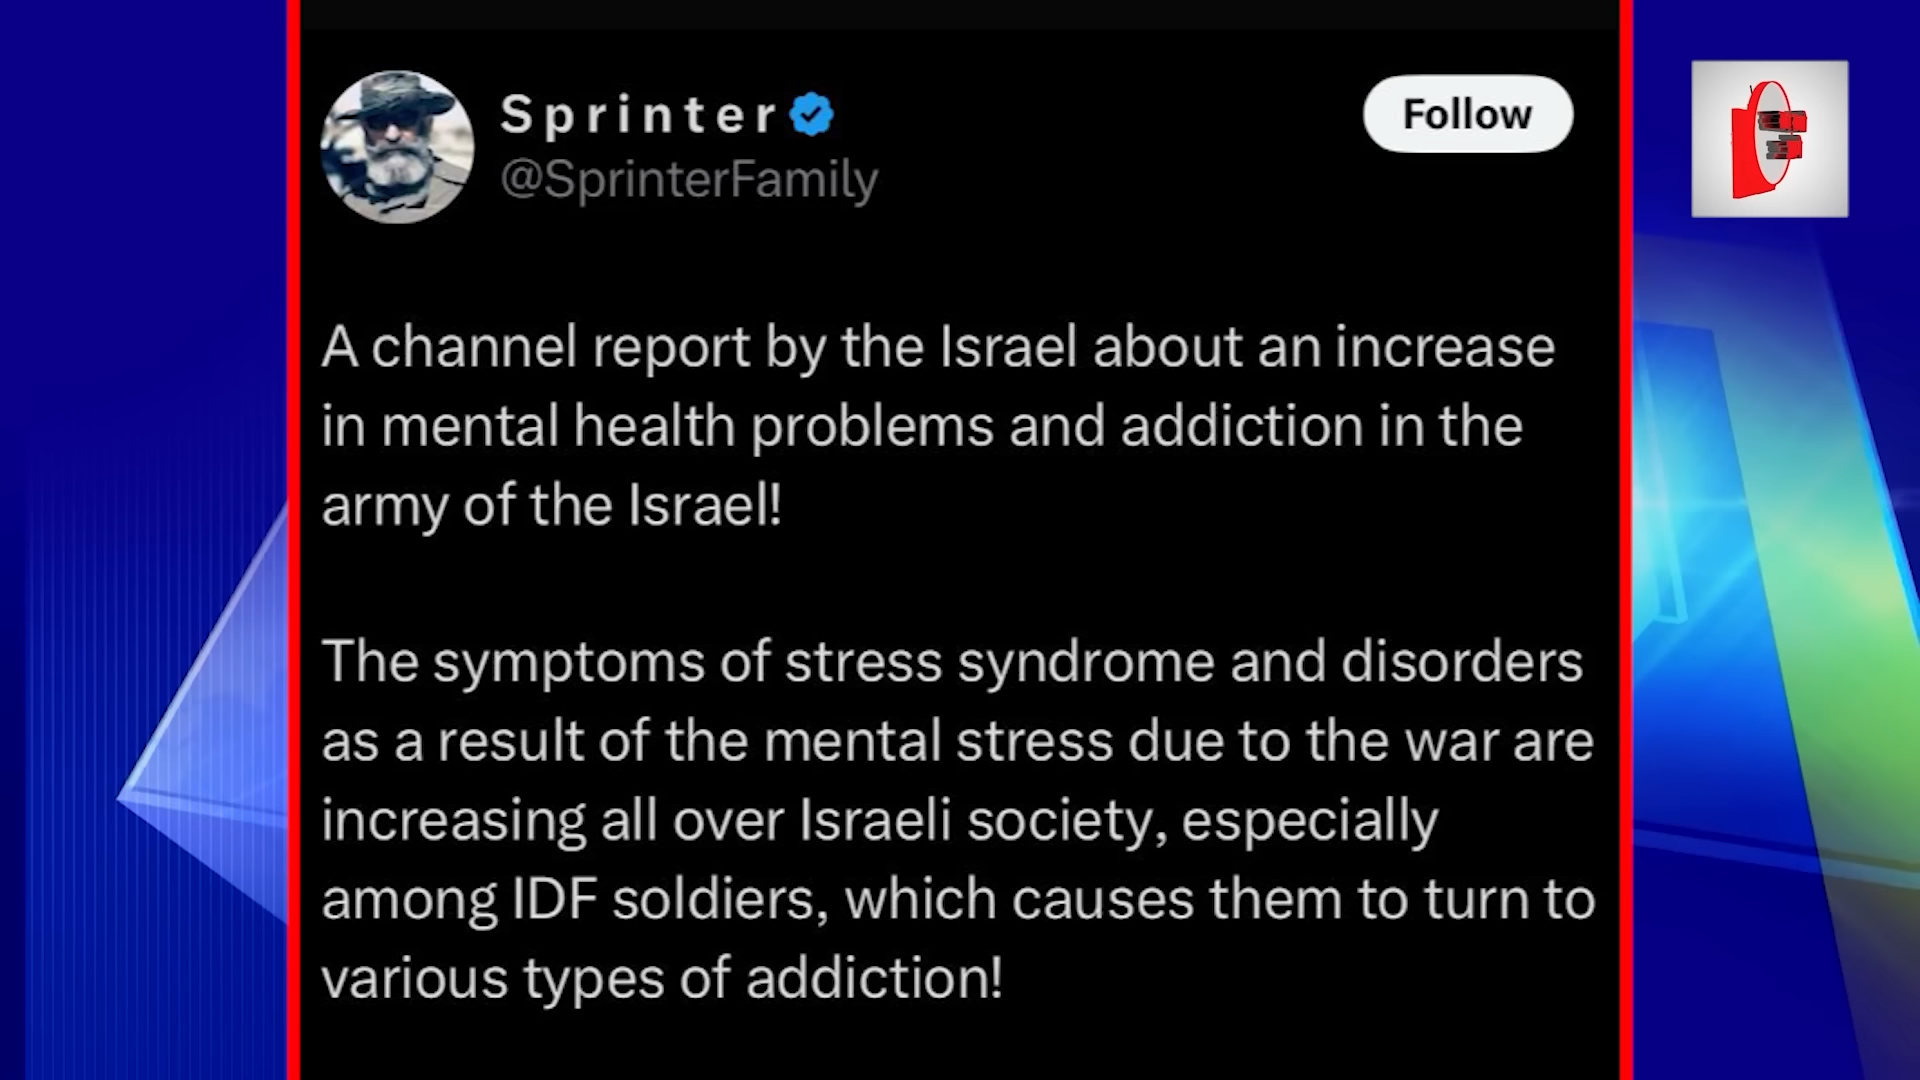 Sprinter
@SprinterFamily
Follow
A channel report by the Israel about an increase
in mental health problems and addiction in the
army of the Israel!
The symptoms of stress syndrome and disorders
as a result of the mental stress due to the war are
increasing all over Israeli society, especially
among IDF soldiers, which causes them to turn to
various types of addiction!